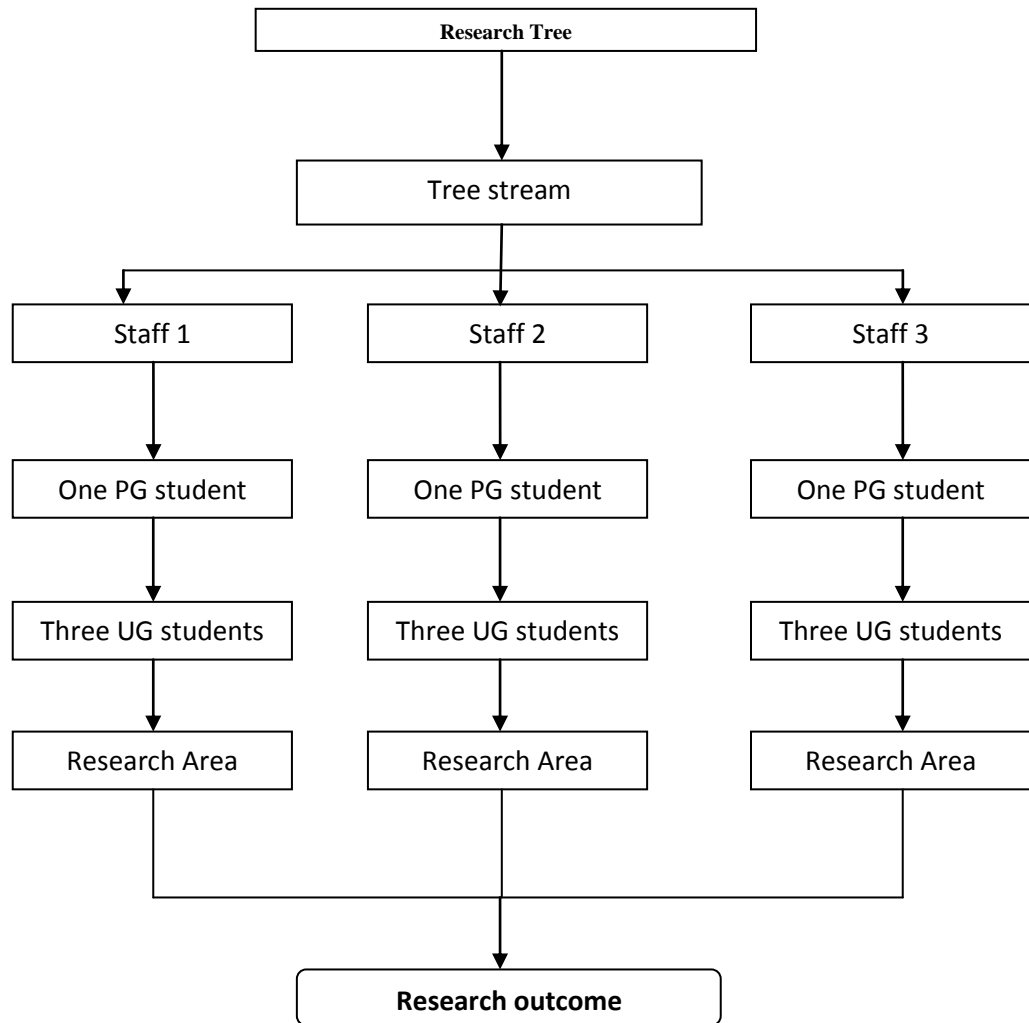 Research Tree
Tree stream
Staff 1
Staff 2
Staff 3
One PG student
One PG student
One PG student
Three UG students
Three UG students
Three UG students
Research Area
Research Area
Research Area
Research outcome